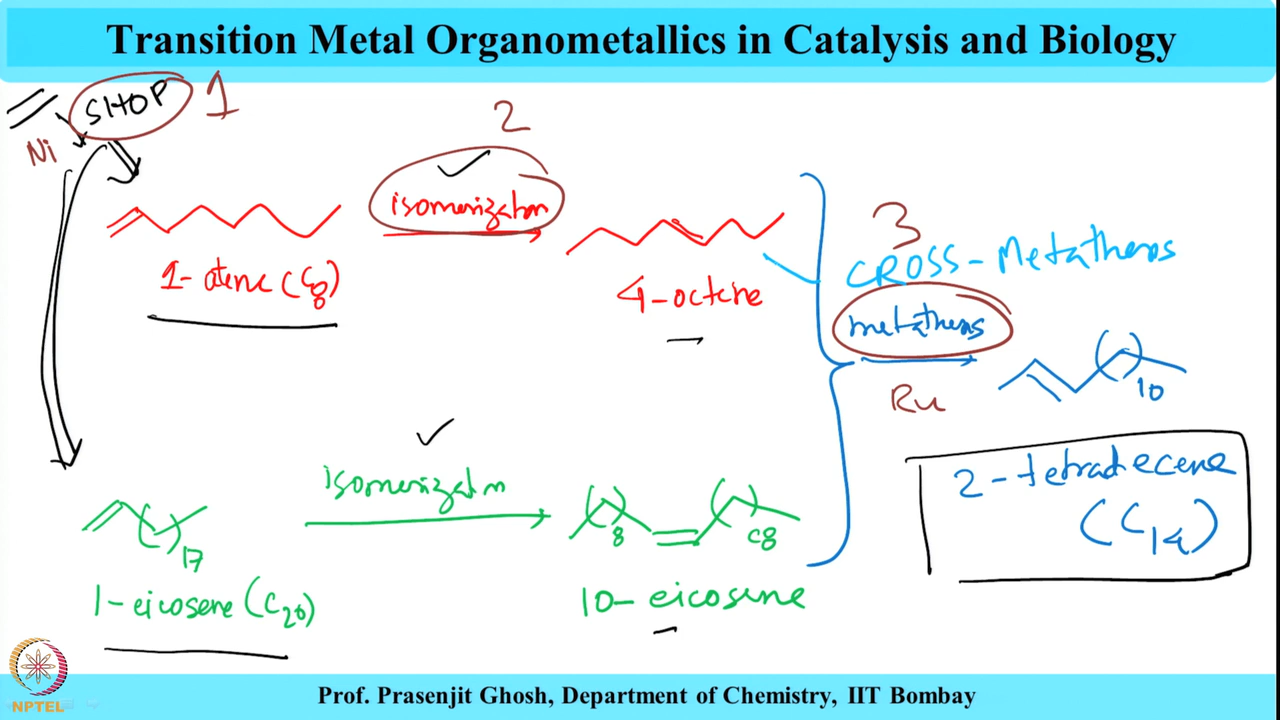 Transition Metal Organometallics in Catalysis and Biology
SHOP 1
Ni
2
isomerization
1-otene (C8)
4-octene
3
CROSS-Metathesis
metathesis
Ru
10
2-tetradecene
(C14)
isomerizatn
17
1-eicosene (C20)
8
C8
10-eicosene
NPTEL
Prof. Prasenjit Ghosh, Department of Chemistry, IIT Bombay